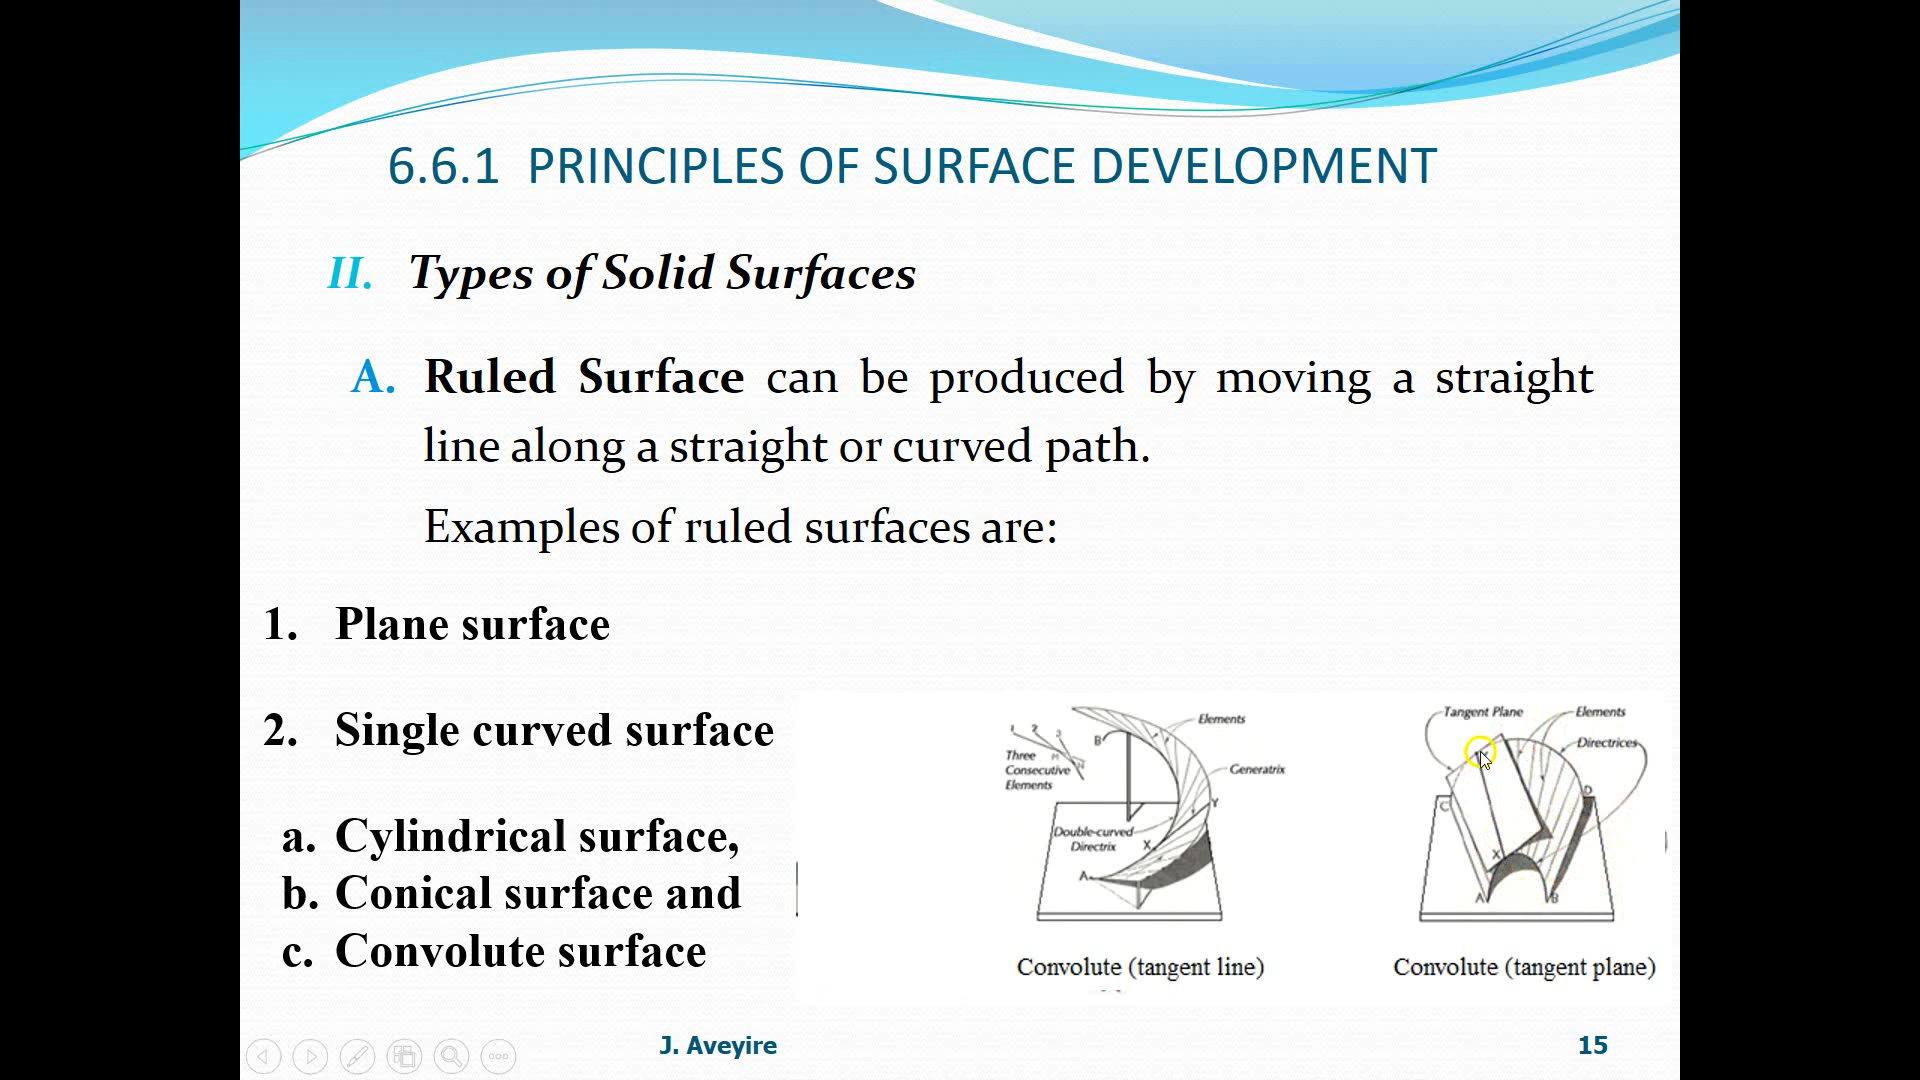 6.6.1 PRINCIPLES OF SURFACE DEVELOPMENT
II. Types of Solid Surfaces
A. Ruled Surface can be produced by moving a straight
line along a straight or curved path.
Examples of ruled surfaces are:
1. Plane surface
2. Single curved surface
a. Cylindrical surface,
b. Conical surface and
c. Convolute surface
1 2 3
B
Elements
Three
Consecutive
Elements
M
N
Generatrix
Y
Double-curved
Directrix
X
A
Convolute (tangent line)
Tangent Plane
Elements
Directrices
C
D
X
A
B
Convolute (tangent plane)
J. Aveyire
15